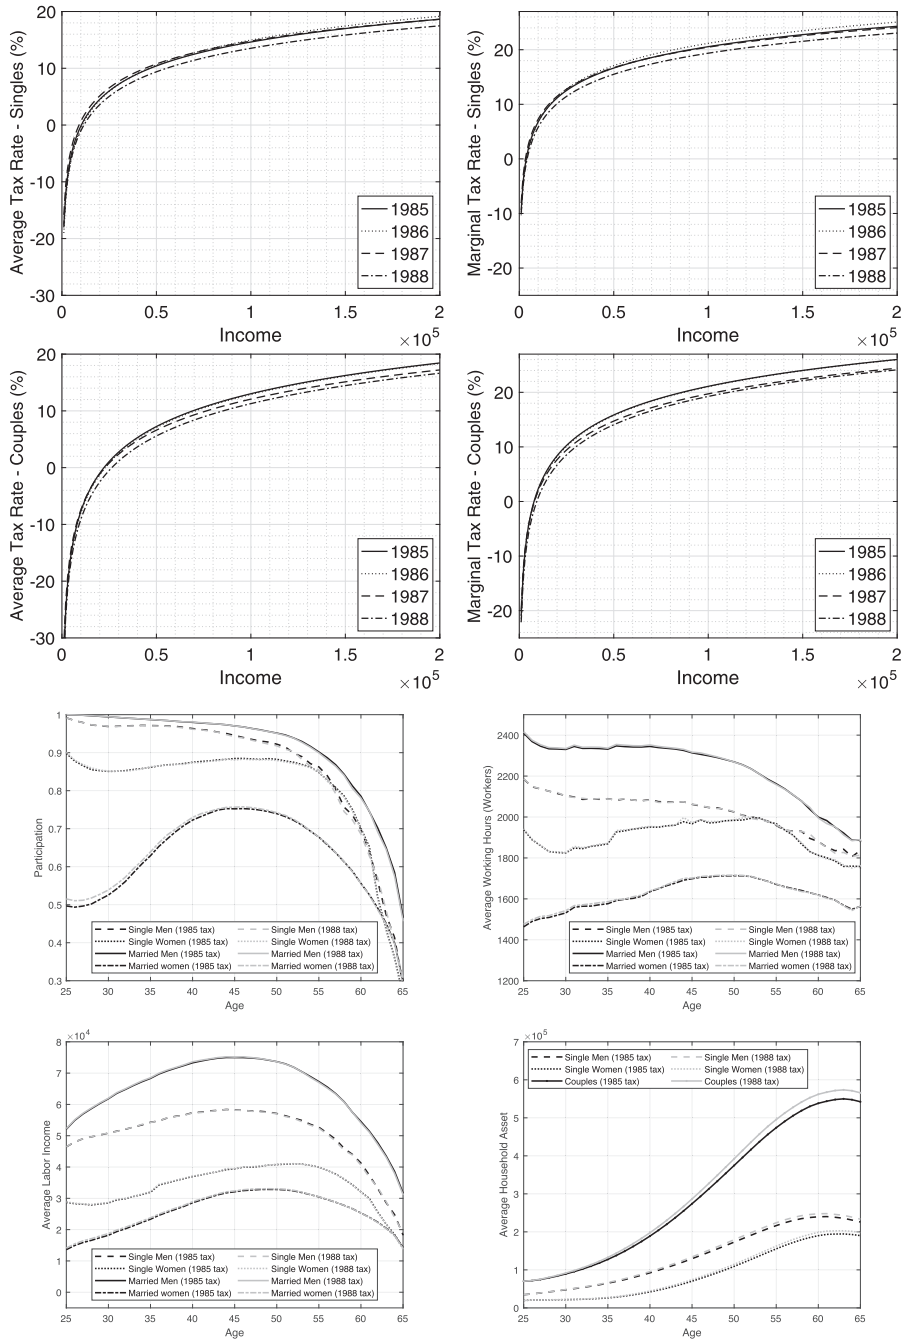 Average Tax Rate - Singles (%)
20
10
0
-10
-20
-30
0
0.5
1
1.5
2
Income
×10⁵
1985
1986
1987
1988
Marginal Tax Rate - Singles (%)
20
10
0
-10
-20
0
0.5
1
1.5
2
Income
×10⁵
1985
1986
1987
1988
Average Tax Rate - Couples (%)
20
10
0
-10
-20
-30
0
0.5
1
1.5
2
Income
×10⁵
1985
1986
1987
1988
Marginal Tax Rate - Couples (%)
20
10
0
-10
-20
0
0.5
1
1.5
2
Income
×10⁵
1985
1986
1987
1988
Participation
1
0.9
0.8
0.7
0.6
0.5
0.4
0.3
25 30 35 40 45 50 55 60 65
Age
Single Men (1985 tax) Single Men (1988 tax)
Single Women (1985 tax) Single Women (1988 tax)
Married Men (1985 tax) Married Men (1988 tax)
Married women (1985 tax) Married women (1988 tax)
Average Working Hours (Workers)
2400
2200
2000
1800
1600
1400
1200
25 30 35 40 45 50 55 60 65
Age
Single Men (1985 tax) Single Men (1988 tax)
Single Women (1985 tax) Single Women (1988 tax)
Married Men (1985 tax) Married Men (1988 tax)
Married women (1985 tax) Married women (1988 tax)
×10⁴
Average Labor Income
8
7
6
5
4
3
2
1
0
25 30 35 40 45 50 55 60 65
Age
Single Men (1985 tax) Single Men (1988 tax)
Single Women (1985 tax) Single Women (1988 tax)
Married Men (1985 tax) Married Men (1988 tax)
Married women (1985 tax) Married women (1988 tax)
×10⁵
Average Household Asset
7
6
5
4
3
2
1
0
25 30 35 40 45 50 55 60 65
Age
Single Men (1985 tax) Single Men (1988 tax)
Single Women (1985 tax) Single Women (1988 tax)
Couples (1985 tax) Couples (1988 tax)